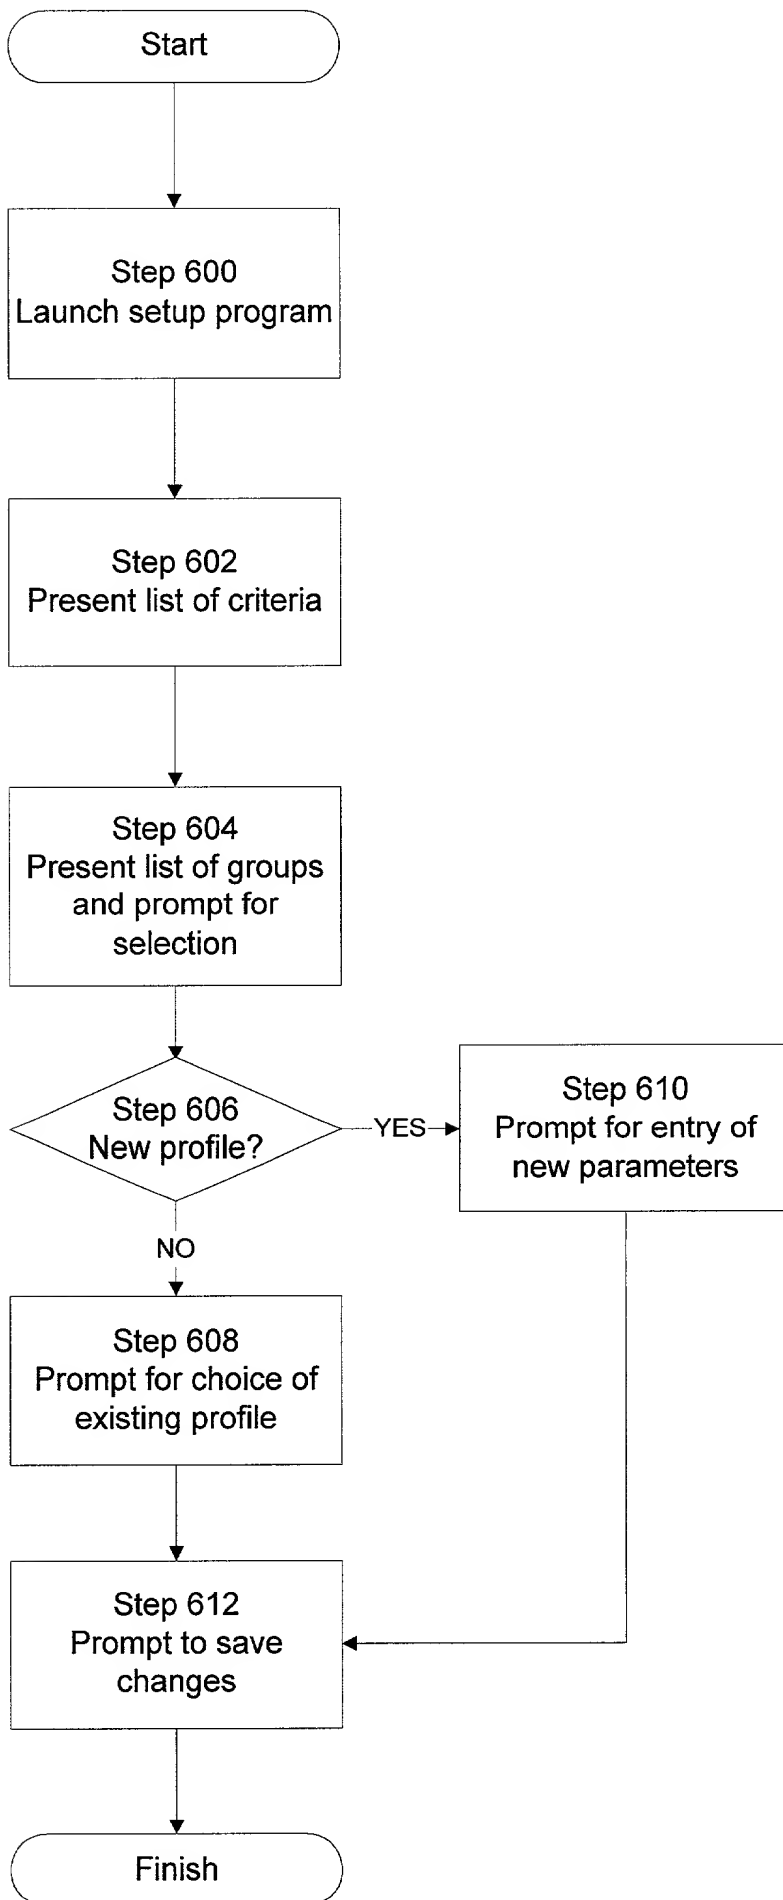 Start
Step 600
Launch setup program
Step 602
Present list of criteria
Step 604
Present list of groups
and prompt for
selection
Step 606
New profile?
YES
Step 610
Prompt for entry of
new parameters
NO
Step 608
Prompt for choice of
existing profile
Step 612
Prompt to save
changes
Finish